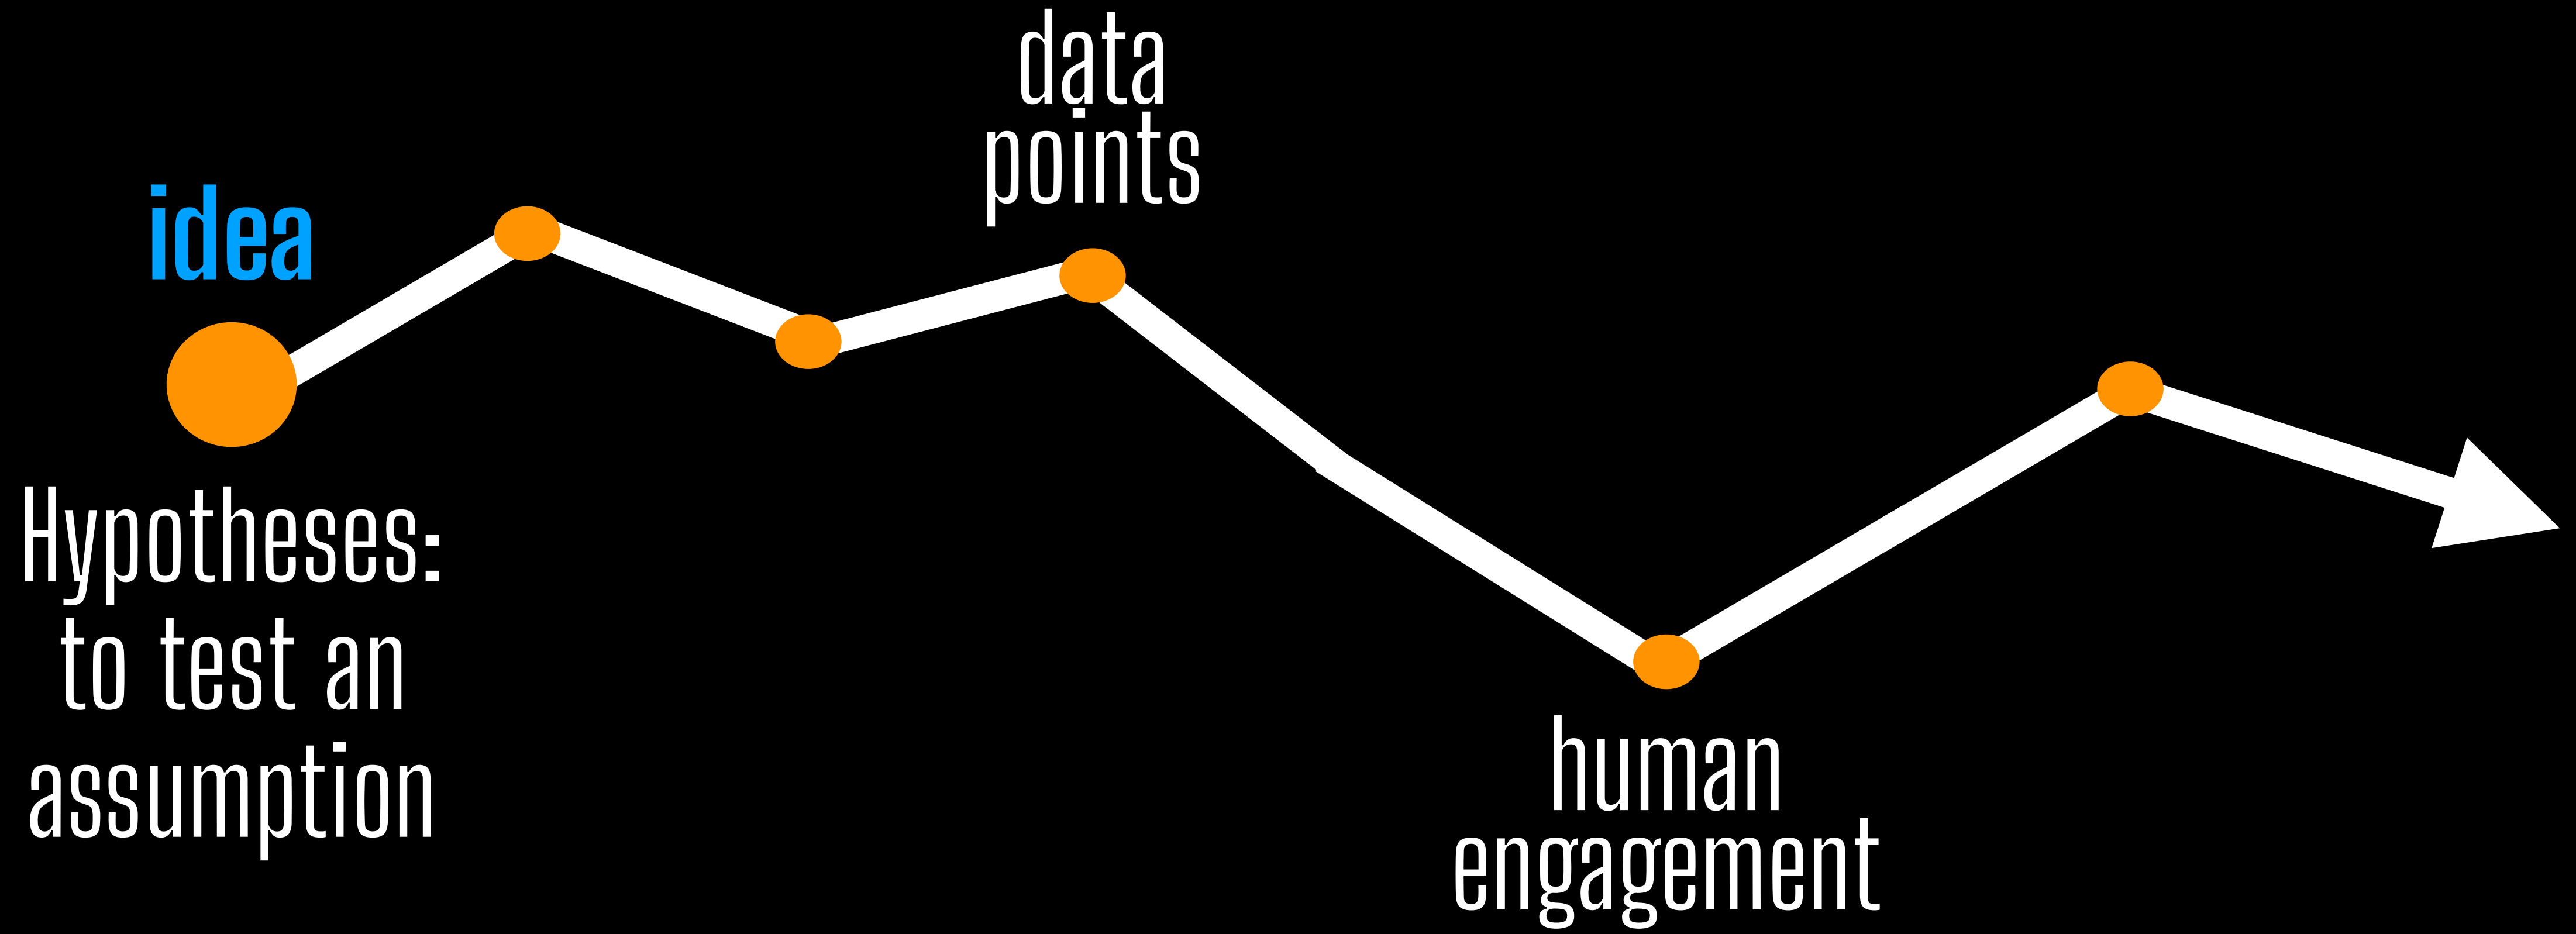 idea
Hypotheses:
to test an
assumption
data
points
human
engagement